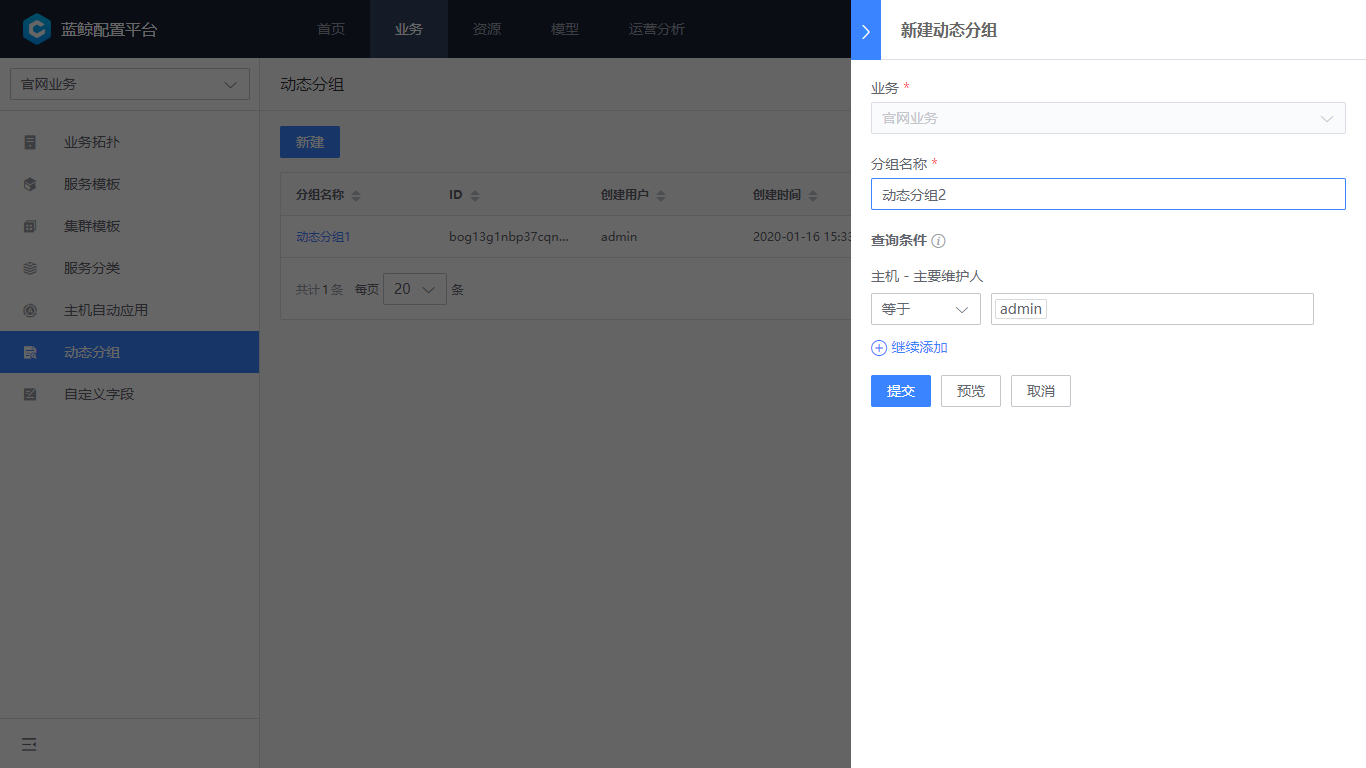 蓝鲸配置平台
首页 业务 资源 模型 运营分析
官网业务
业务拓扑
服务模板
集群模板
服务分类
主机自动应用
动态分组
自定义字段
动态分组
新建
分组名称 ID 创建用户 创建时间
动态分组1 bog13g1nbp37cqn... admin 2020-01-16 15:33
共计1条 每页 20 条
新建动态分组
业务 *
官网业务
分组名称 *
动态分组2
查询条件
主机 - 主要维护人
等于 admin
继续添加
提交 预览 取消